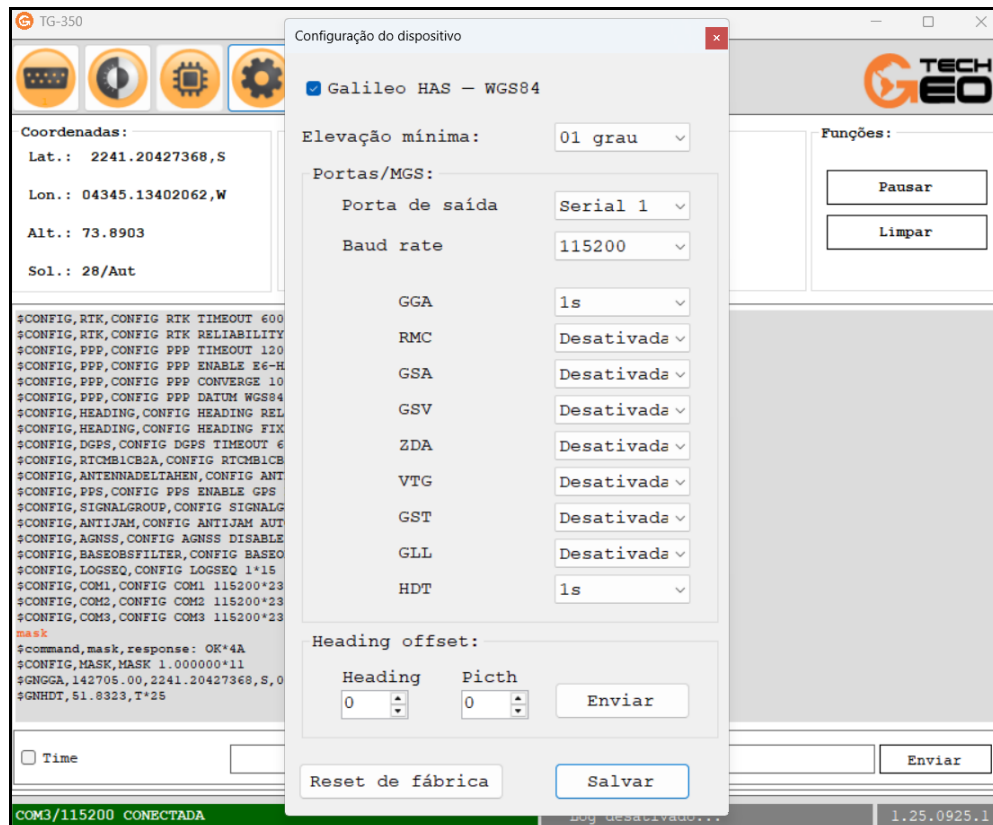 TG-350
TECH
GEO
Coordenadas:
Lat.: 2241.20427368,S
Lon.: 04345.13402062,W
Alt.: 73.8903
Sol.: 28/Aut
Funções:
Pausar
Limpar
$CONFIG,RTK,CONFIG RTK TIMEOUT 600
$CONFIG,RTK,CONFIG RTK RELIABILITY
$CONFIG,PPP,CONFIG PPP TIMEOUT 120
$CONFIG,PPP,CONFIG PPP ENABLE E6-H
$CONFIG,PPP,CONFIG PPP CONVERGE 10
$CONFIG,PPP,CONFIG PPP DATUM WGS84
$CONFIG,HEADING,CONFIG HEADING REL
$CONFIG,HEADING,CONFIG HEADING FIX
$CONFIG,DGPS,CONFIG DGPS TIMEOUT 6
$CONFIG,RTCMB1CB2A,CONFIG RTCMB1CB
$CONFIG,ANTENNADELTAHEN,CONFIG ANT
$CONFIG,PPS,CONFIG PPS ENABLE GPS
$CONFIG,SIGNALGROUP,CONFIG SIGNALG
$CONFIG,ANTIJAM,CONFIG ANTIJAM AUT
$CONFIG,AGNSS,CONFIG AGNSS DISABLE
$CONFIG,BASEOBSFILTER,CONFIG BASEO
$CONFIG,LOGSEQ,CONFIG LOGSEQ 1*15
$CONFIG,COM1,CONFIG COM1 115200*23
$CONFIG,COM2,CONFIG COM2 115200*23
$CONFIG,COM3,CONFIG COM3 115200*23
mask
$command,mask,response: OK*4A
$CONFIG,MASK,MASK 1.000000*11
$GNGGA,142705.00,2241.20427368,S,0
$GNHDT,51.8323,T*25
Time
Enviar
COM3/115200 CONECTADA
Log desativado...
1.25.0925.1
Configuração do dispositivo
Galileo HAS – WGS84
Elevação mínima: 01 grau
Portas/MGS:
Porta de saída Serial 1
Baud rate 115200
GGA 1s
RMC Desativada
GSA Desativada
GSV Desativada
ZDA Desativada
VTG Desativada
GST Desativada
GLL Desativada
HDT 1s
Heading offset:
Heading Picth
0 0 Enviar
Reset de fábrica Salvar